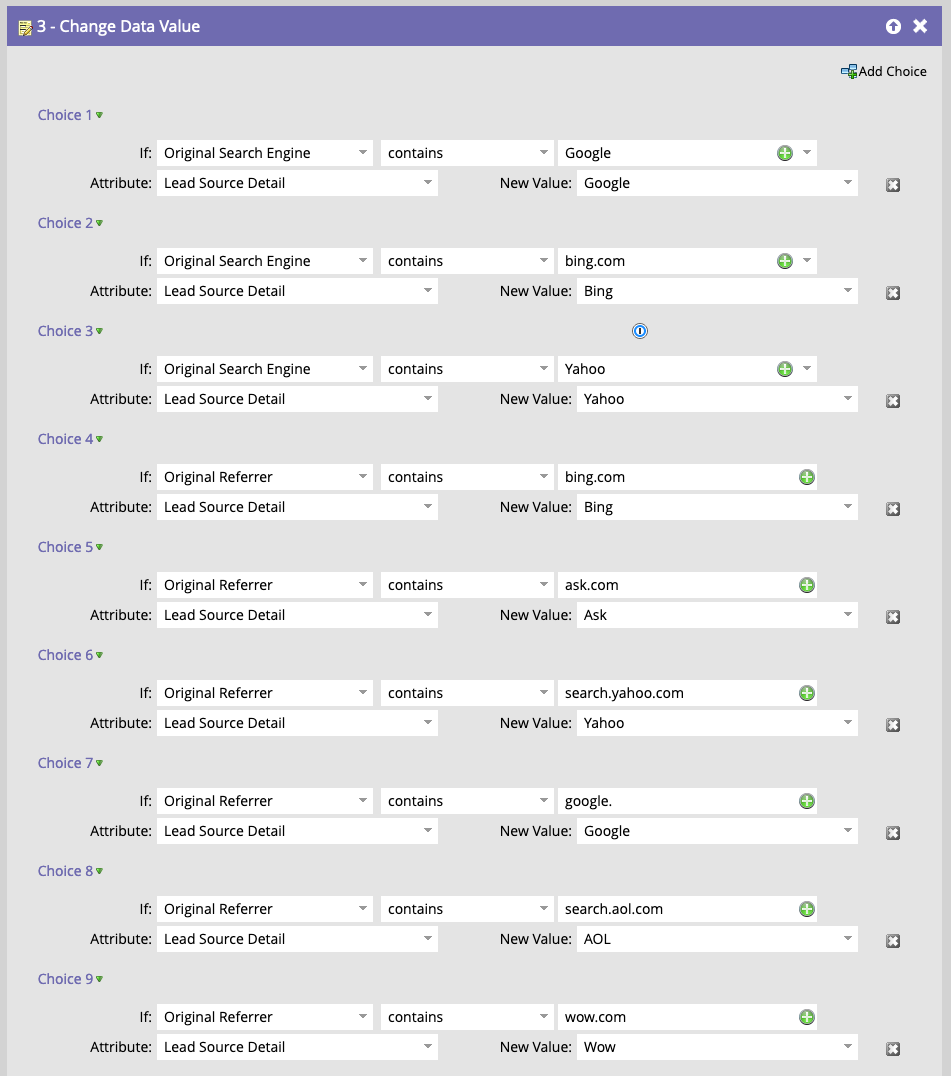 3 - Change Data Value
Add Choice
Choice 1
If: Original Search Engine contains Google
Attribute: Lead Source Detail New Value: Google
Choice 2
If: Original Search Engine contains bing.com
Attribute: Lead Source Detail New Value: Bing
Choice 3
If: Original Search Engine contains Yahoo
Attribute: Lead Source Detail New Value: Yahoo
Choice 4
If: Original Referrer contains bing.com
Attribute: Lead Source Detail New Value: Bing
Choice 5
If: Original Referrer contains ask.com
Attribute: Lead Source Detail New Value: Ask
Choice 6
If: Original Referrer contains search.yahoo.com
Attribute: Lead Source Detail New Value: Yahoo
Choice 7
If: Original Referrer contains google.
Attribute: Lead Source Detail New Value: Google
Choice 8
If: Original Referrer contains search.aol.com
Attribute: Lead Source Detail New Value: AOL
Choice 9
If: Original Referrer contains wow.com
Attribute: Lead Source Detail New Value: Wow